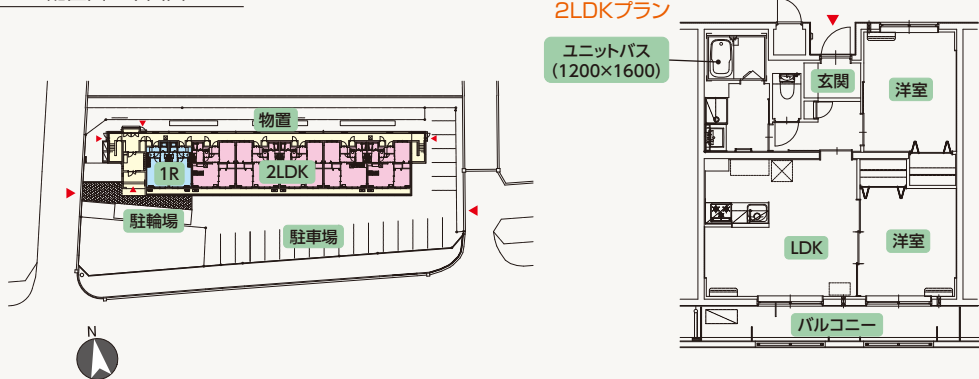 2LDKプラン
ユニットバス
(1200×1600)
玄関
洋室
物置
1R
2LDK
駐輪場
駐車場
LDK
洋室
バルコニー
N